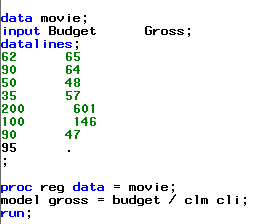 data movie;
input Budget Gross;
datalines;
62 65
90 64
50 48
35 57
200 601
100 146
90 47
95 .
;
proc reg data = movie;
model gross = budget / clm cli;
run;